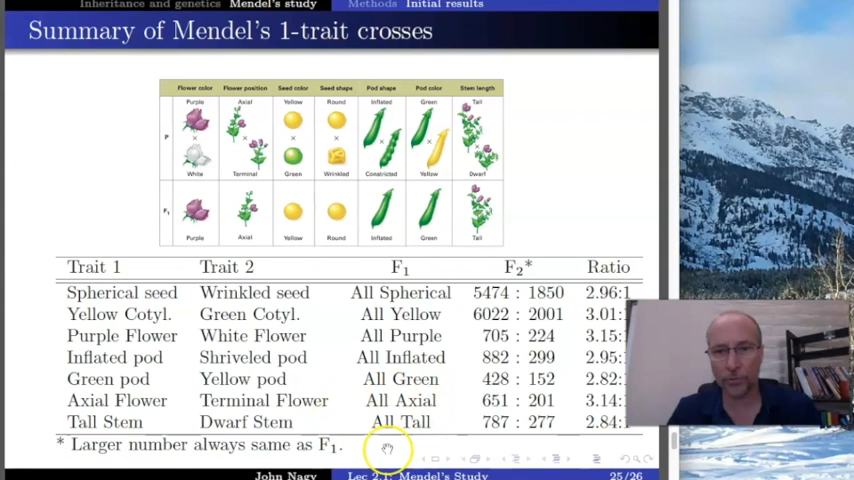 Inheritance and genetics Mendel's study Methods Initial results
Summary of Mendel's 1-trait crosses
Flower color Flower position Seed color Seed shape Pod shape Pod color Stem length
Purple Axial Yellow Round Inflated Green Tall
P × × × × × × ×
White Terminal Green Wrinkled Constricted Yellow Dwarf
F1
Purple Axial Yellow Round Inflated Green Tall
Trait 1 Trait 2 F1 F2* Ratio
Spherical seed Wrinkled seed All Spherical 5474 : 1850 2.96:1
Yellow Cotyl. Green Cotyl. All Yellow 6022 : 2001 3.01:
Purple Flower White Flower All Purple 705 : 224 3.15:
Inflated pod Shriveled pod All Inflated 882 : 299 2.95:
Green pod Yellow pod All Green 428 : 152 2.82:
Axial Flower Terminal Flower All Axial 651 : 201 3.14:
Tall Stem Dwarf Stem All Tall 787 : 277 2.84:
* Larger number always same as F1.
John Nagy Lec 2.1: Mendel's Study 25/26